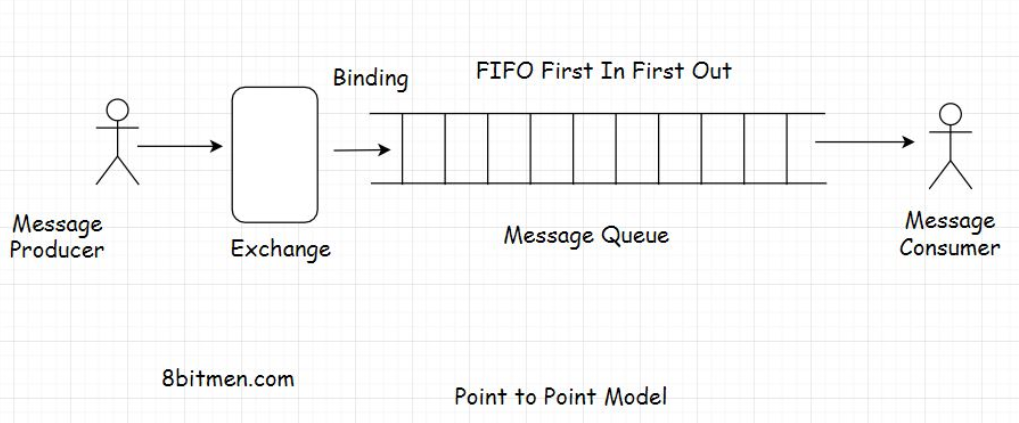 Binding
FIFO First In First Out
Message
Producer
Exchange
Message Queue
Message
Consumer
8bitmen.com
Point to Point Model